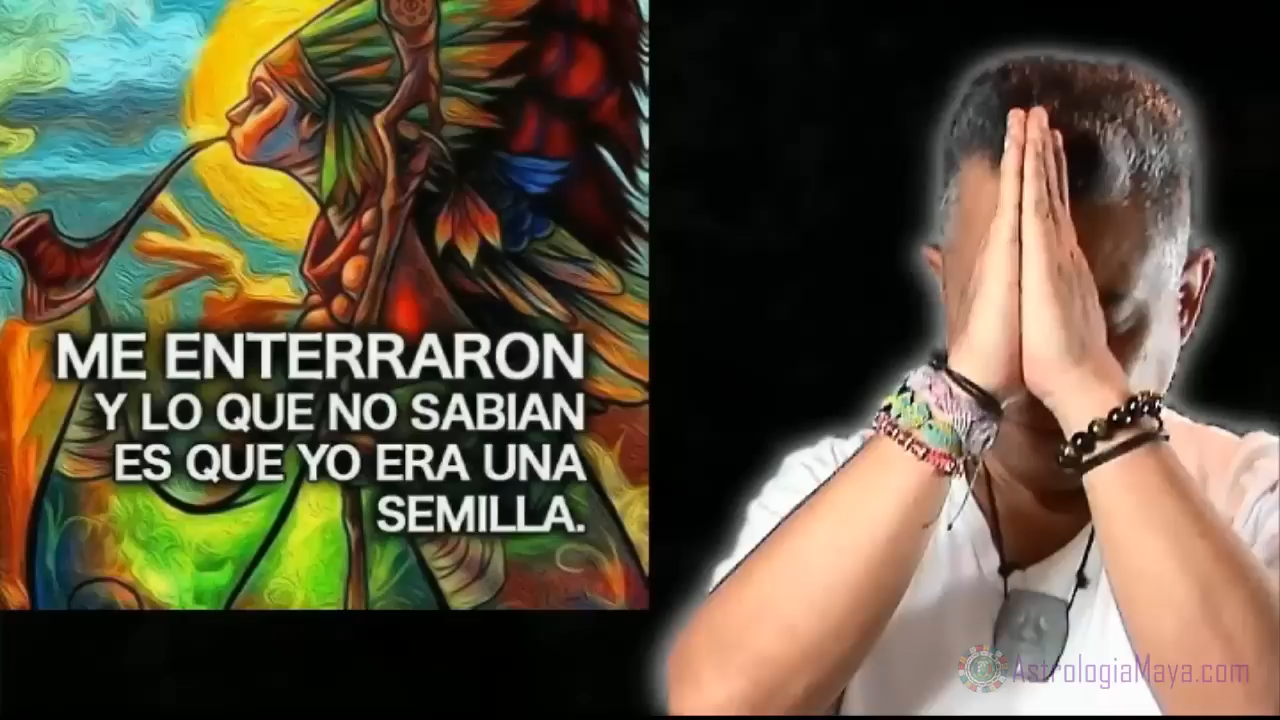 ME ENTERRARON
Y LO QUE NO SABIAN
ES QUE YO ERA UNA
SEMILLA.
AstrologiaMaya.com